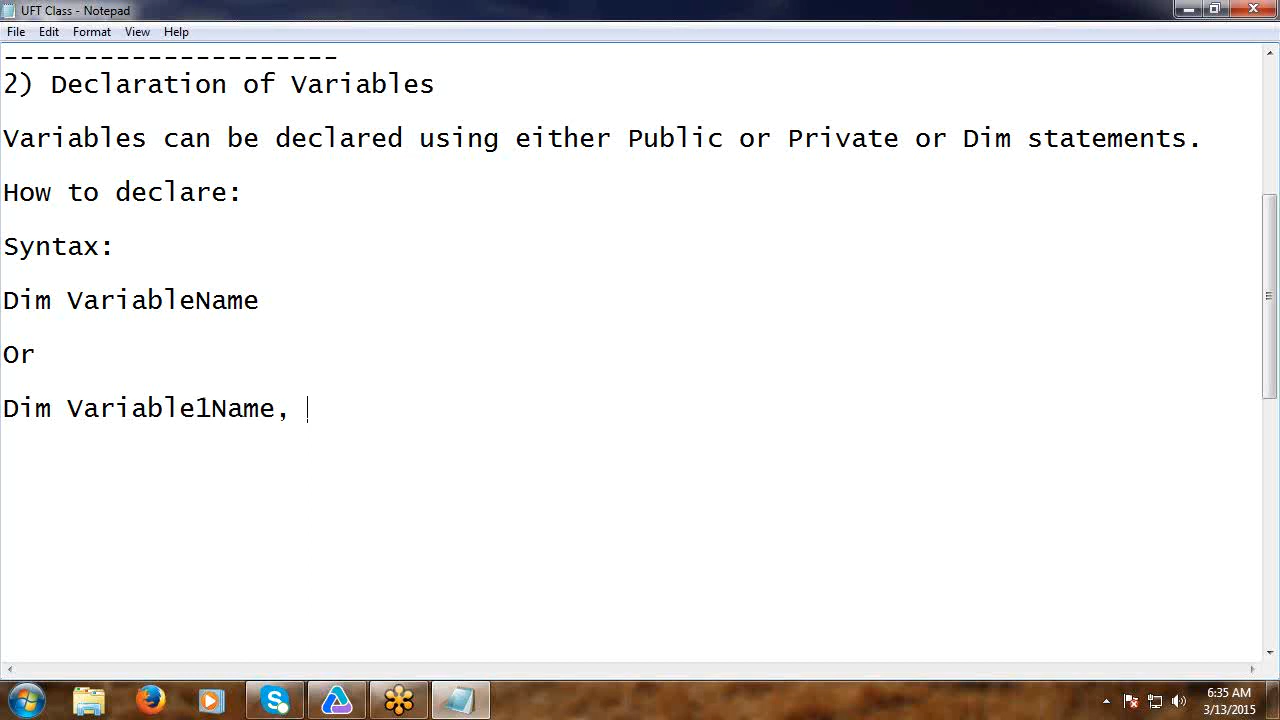 UFT Class - Notepad
File Edit Format View Help
---------------------
2) Declaration of Variables
Variables can be declared using either Public or Private or Dim statements.
How to declare:
Syntax:
Dim VariableName
Or
Dim Variable1Name,
6:35 AM
3/13/2015